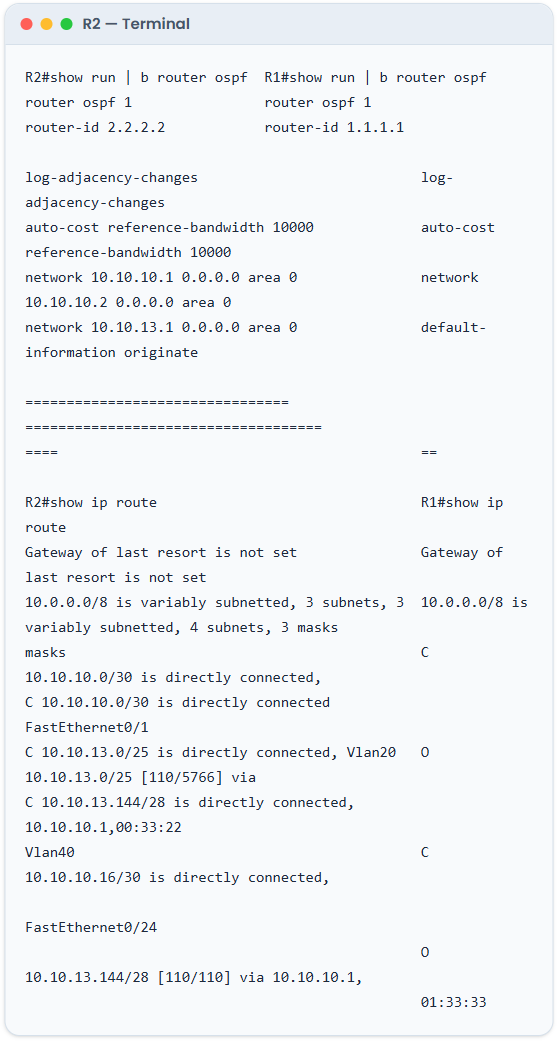 R2 — Terminal
R2#show run | b router ospf  R1#show run | b router ospf
router ospf 1                router ospf 1
router-id 2.2.2.2            router-id 1.1.1.1
log-adjacency-changes                           log-
adjacency-changes
auto-cost reference-bandwidth 10000             auto-cost
reference-bandwidth 10000
network 10.10.10.1 0.0.0.0 area 0               network
10.10.10.2 0.0.0.0 area 0
network 10.10.13.1 0.0.0.0 area 0               default-
information originate
================================
====================================
====                                            ==
R2#show ip route                                R1#show ip
route
Gateway of last resort is not set               Gateway of
last resort is not set
10.0.0.0/8 is variably subnetted, 3 subnets, 3  10.0.0.0/8 is
variably subnetted, 4 subnets, 3 masks
masks                                           C
10.10.10.0/30 is directly connected,
C 10.10.10.0/30 is directly connected
FastEthernet0/1
C 10.10.13.0/25 is directly connected, Vlan20   O
10.10.13.0/25 [110/5766] via
C 10.10.13.144/28 is directly connected,
10.10.10.1,00:33:22
Vlan40                                          C
10.10.10.16/30 is directly connected,
FastEthernet0/24
O
10.10.13.144/28 [110/110] via 10.10.10.1,
01:33:33